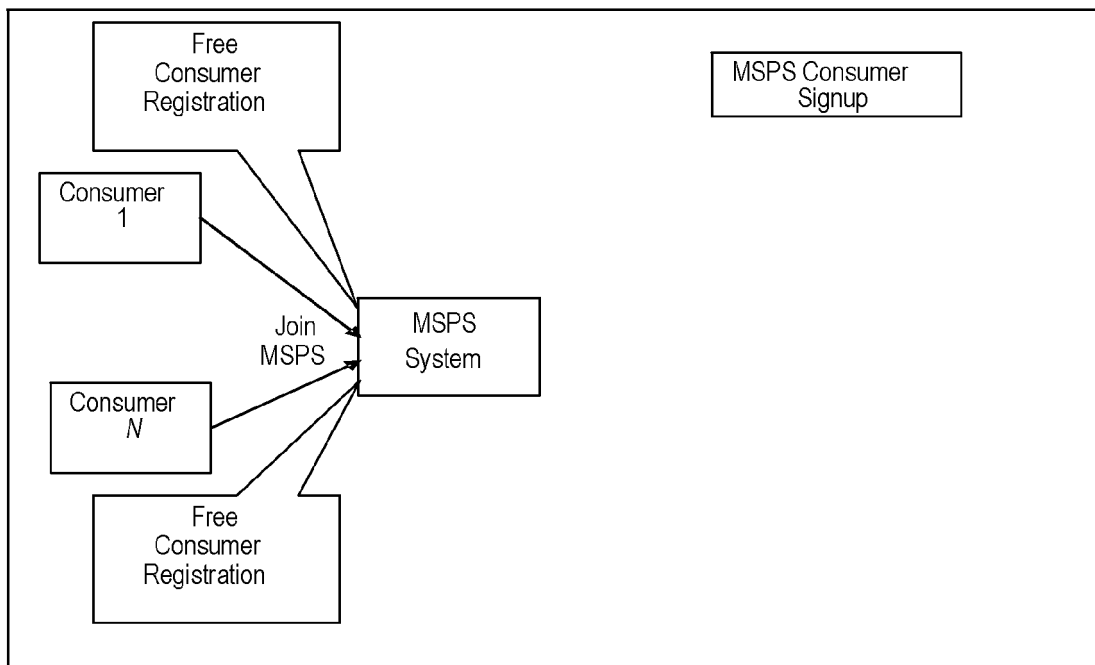 Free
Consumer
Registration
MSPS Consumer
Signup
Consumer
1
Join
MSPS
MSPS
System
Consumer
N
Free
Consumer
Registration